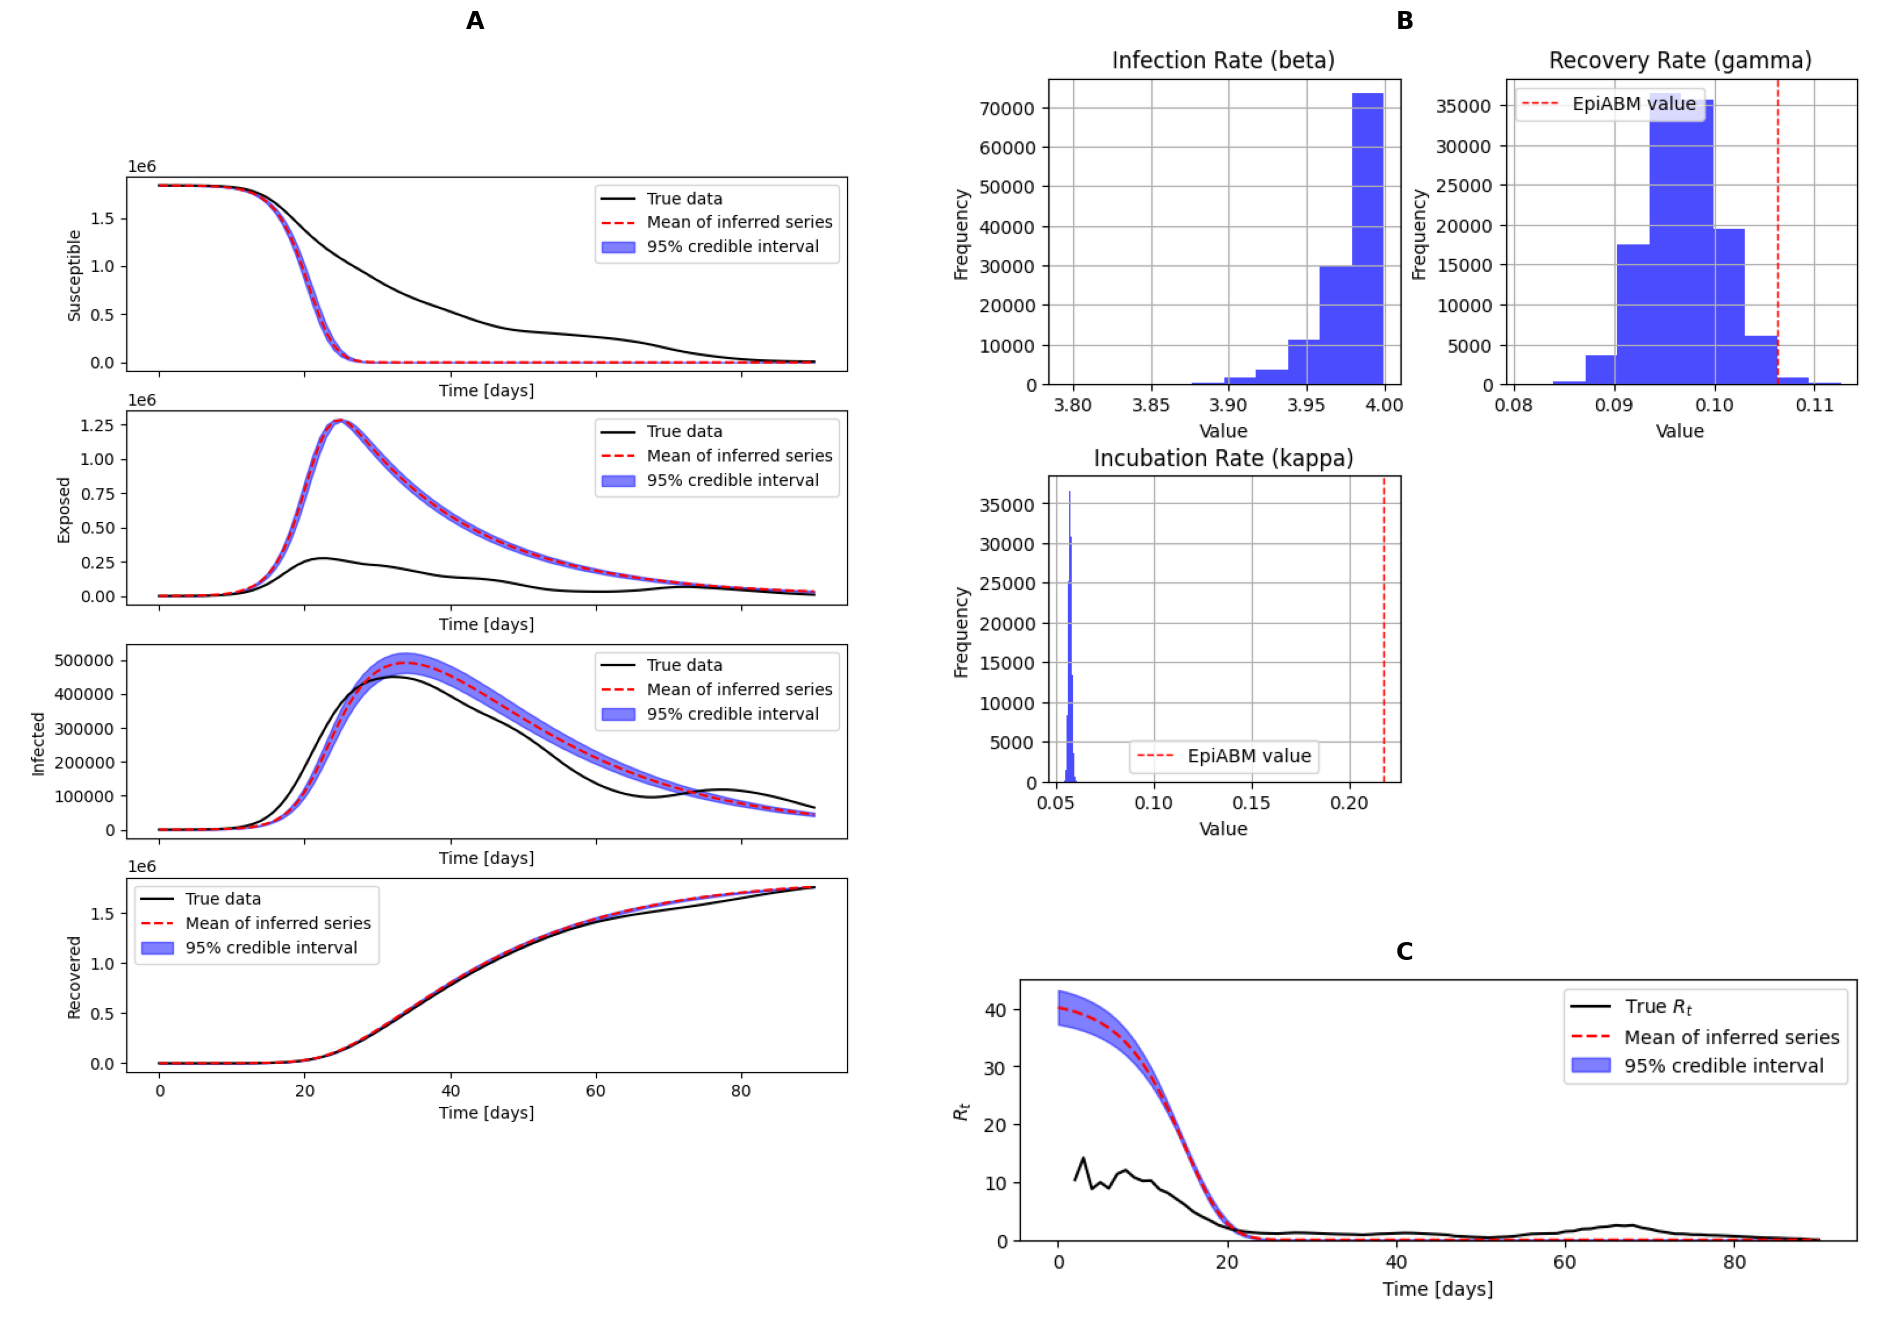 A
1e6
Susceptible
1.5
1.0
0.5
0.0
True data
Mean of inferred series
95% credible interval
Time [days]
1e6
Exposed
1.25
1.00
0.75
0.50
0.25
0.00
True data
Mean of inferred series
95% credible interval
Time [days]
Infected
500000
400000
300000
200000
100000
0
True data
Mean of inferred series
95% credible interval
Time [days]
1e6
Recovered
1.5
1.0
0.5
0.0
True data
Mean of inferred series
95% credible interval
0 20 40 60 80
Time [days]
B
Infection Rate (beta)
Frequency
70000
60000
50000
40000
30000
20000
10000
0
3.80 3.85 3.90 3.95 4.00
Value
Recovery Rate (gamma)
Frequency
35000
30000
25000
20000
15000
10000
5000
0
EpiABM value
0.08 0.09 0.10 0.11
Value
Incubation Rate (kappa)
Frequency
35000
30000
25000
20000
15000
10000
5000
0
EpiABM value
0.05 0.10 0.15 0.20
Value
C
R_t
40
30
20
10
0
True R_t
Mean of inferred series
95% credible interval
0 20 40 60 80
Time [days]